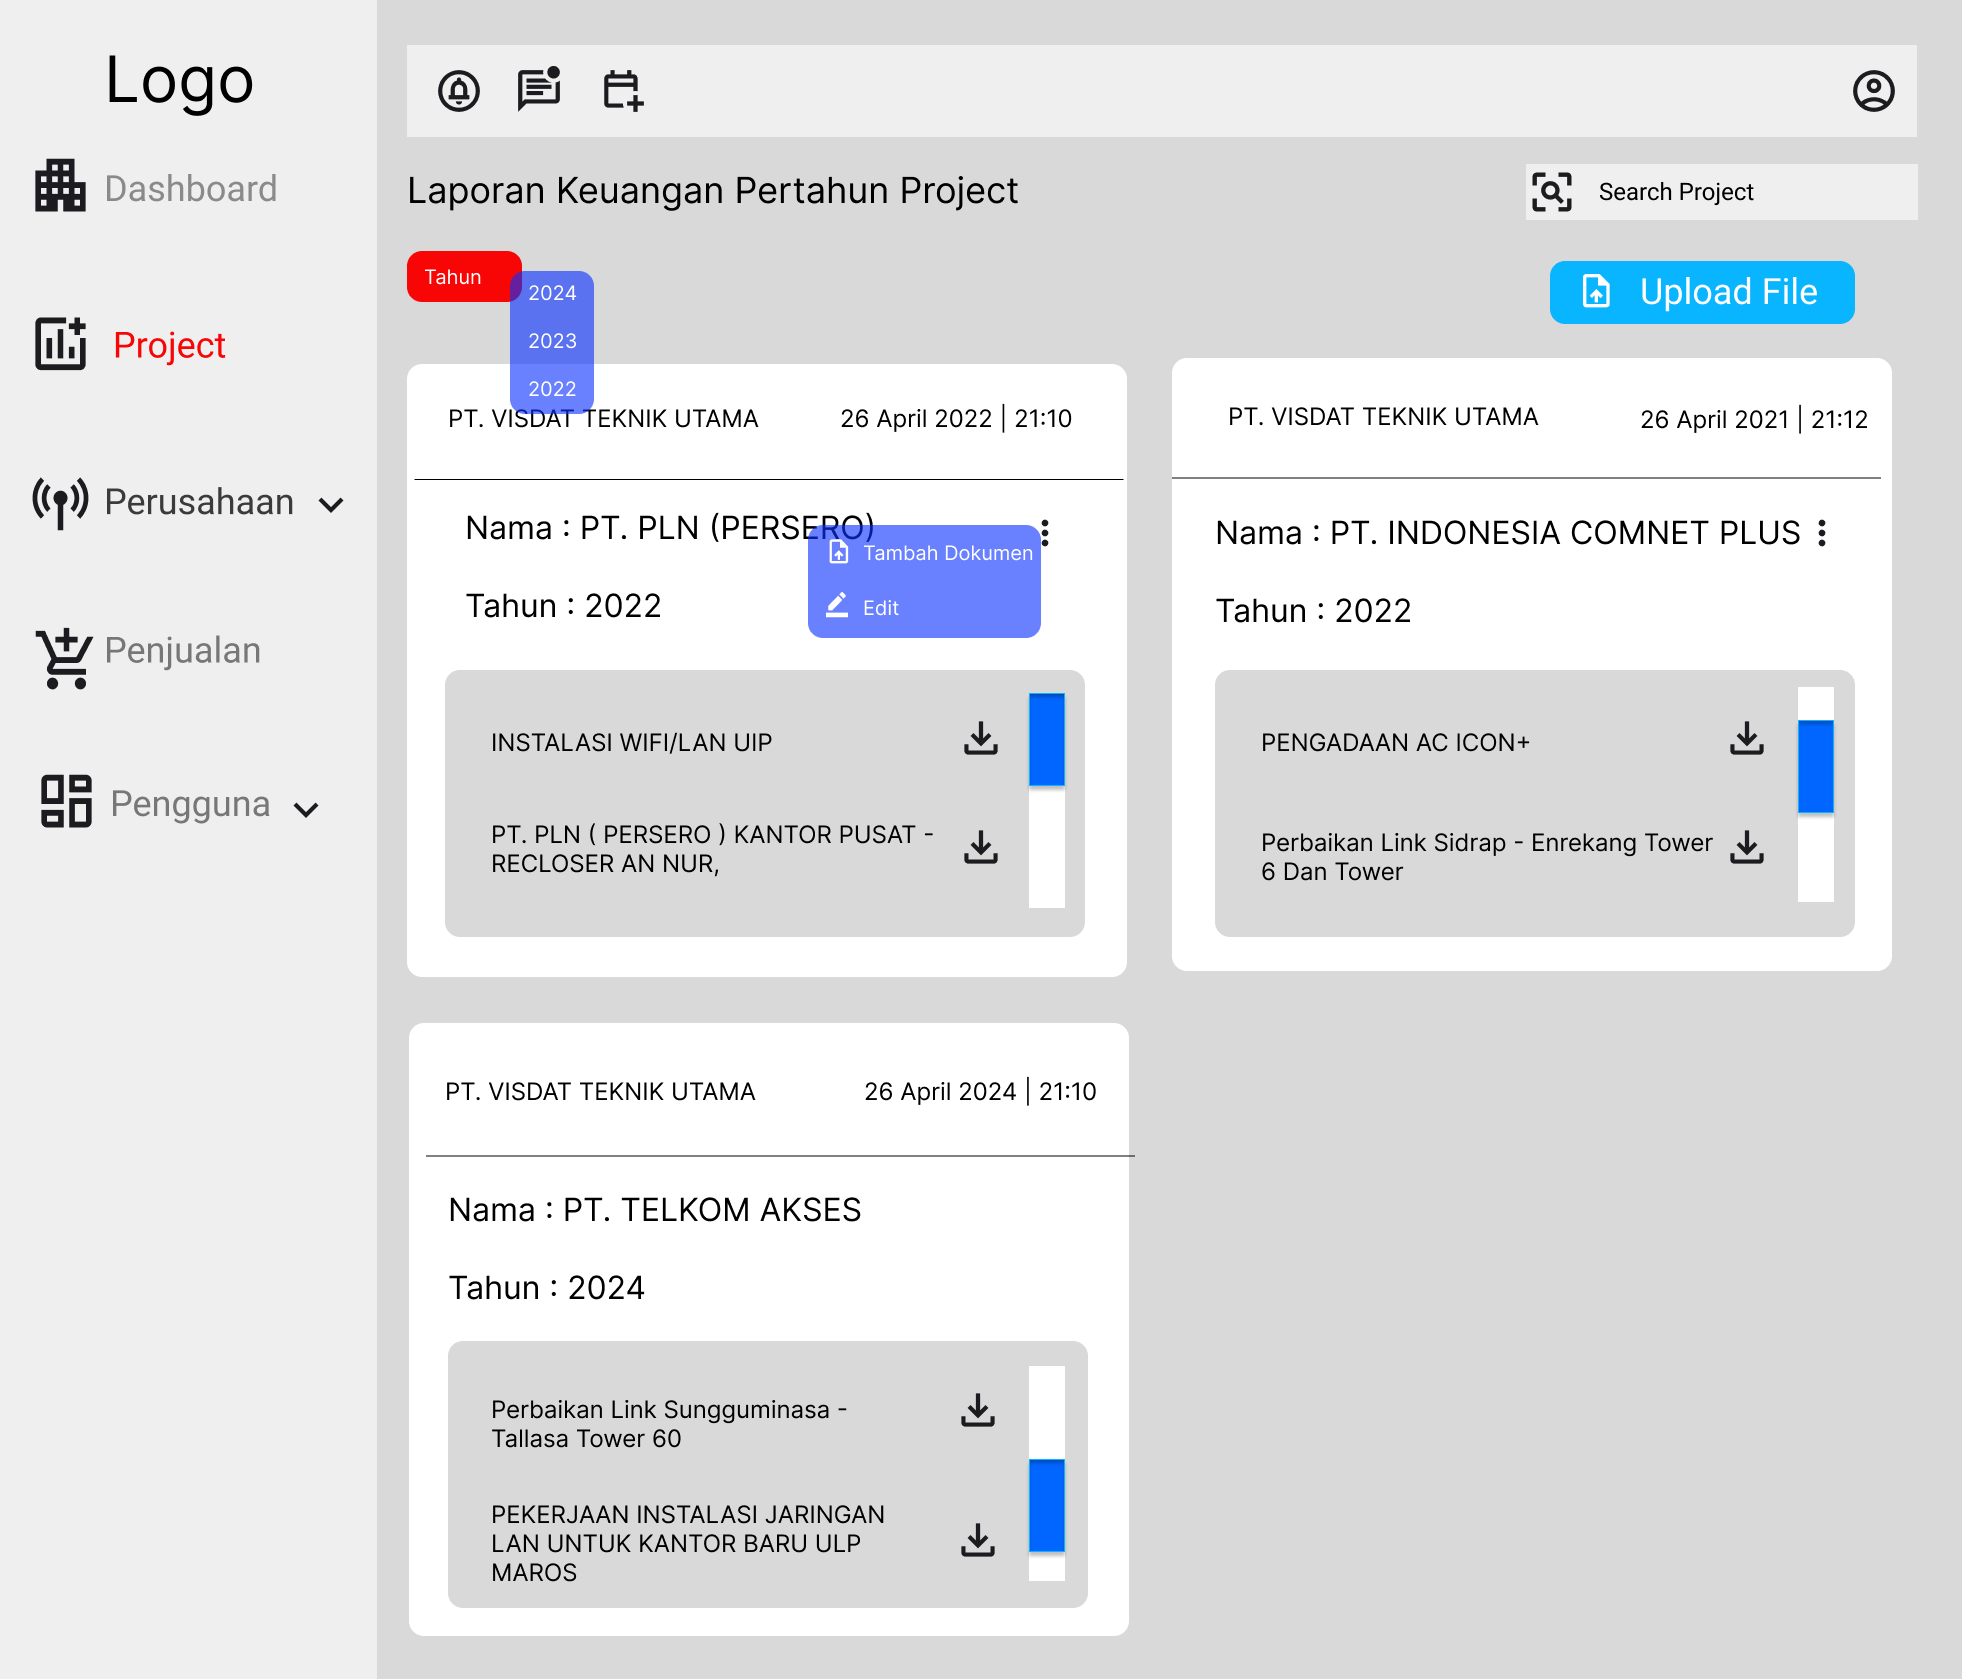 Logo
Dashboard
Project
Perusahaan
Penjualan
Pengguna
Laporan Keuangan Pertahun Project
Search Project
Tahun
2024
2023
2022
Upload File
PT. VISDAT TEKNIK UTAMA
26 April 2022 | 21:10
Nama : PT. PLN (PERSERO)
Tambah Dokumen
Edit
Tahun : 2022
INSTALASI WIFI/LAN UIP
PT. PLN ( PERSERO ) KANTOR PUSAT -
RECLOSER AN NUR,
PT. VISDAT TEKNIK UTAMA
26 April 2021 | 21:12
Nama : PT. INDONESIA COMNET PLUS
Tahun : 2022
PENGADAAN AC ICON+
Perbaikan Link Sidrap - Enrekang Tower
6 Dan Tower
PT. VISDAT TEKNIK UTAMA
26 April 2024 | 21:10
Nama : PT. TELKOM AKSES
Tahun : 2024
Perbaikan Link Sungguminasa -
Tallasa Tower 60
PEKERJAAN INSTALASI JARINGAN
LAN UNTUK KANTOR BARU ULP
MAROS